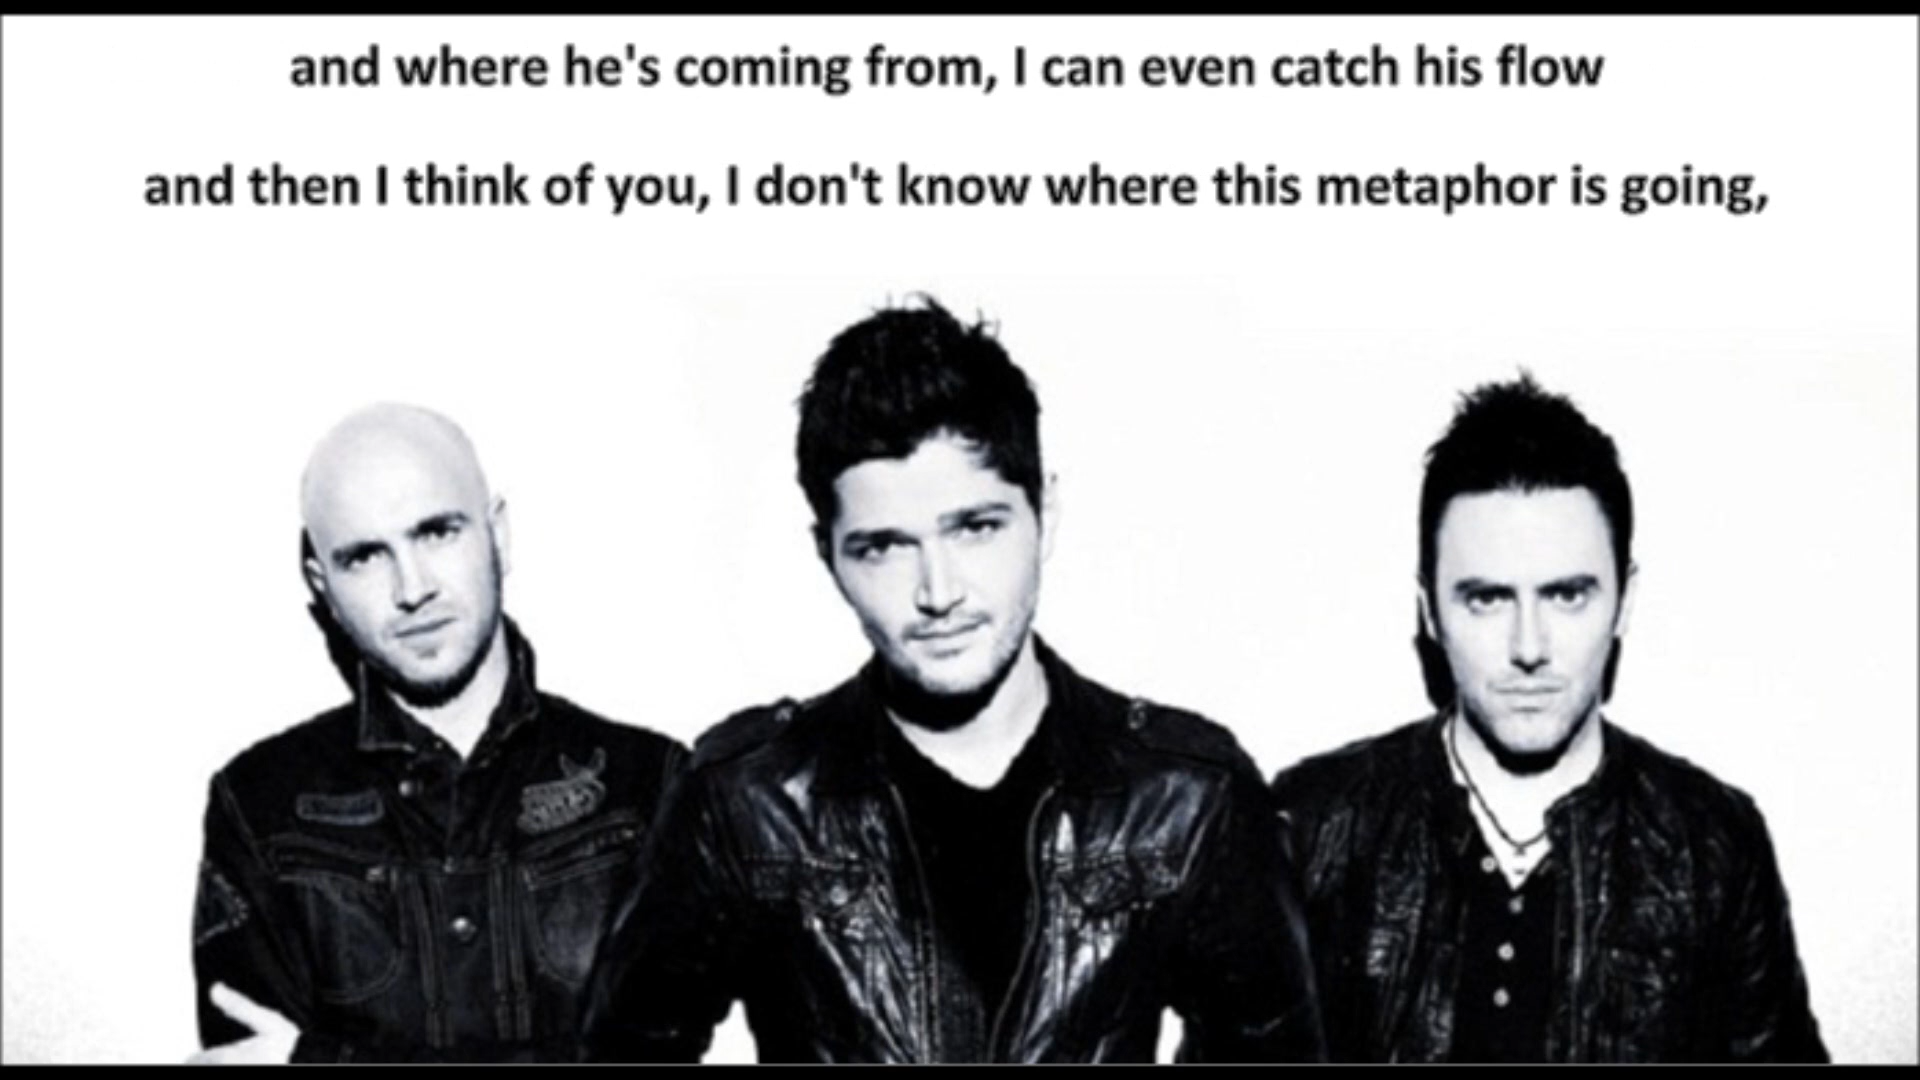 and where he's coming from, I can even catch his flow
and then I think of you, I don't know where this metaphor is going,